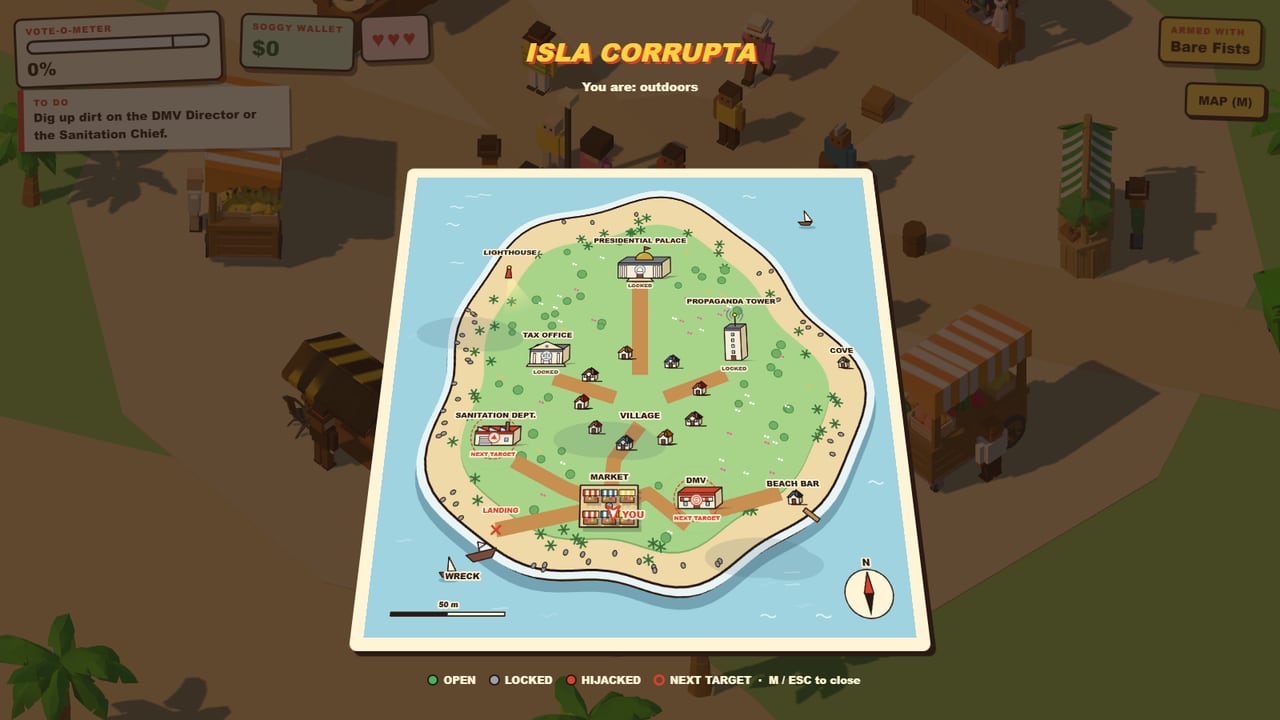 VOTE-O-METER
0%
SOGGY WALLET
$0
TO DO
Dig up dirt on the DMV Director or
the Sanitation Chief.
ISLA CORRUPTA
You are: outdoors
ARMED WITH
Bare Fists
MAP (M)
PRESIDENTIAL PALACE
LOCKED
LIGHTHOUSE
PROPAGANDA TOWER
LOCKED
TAX OFFICE
LOCKED
COVE
SANITATION DEPT.
NEXT TARGET
VILLAGE
MARKET
YOU
DMV
NEXT TARGET
BEACH BAR
LANDING
WRECK
N
50 m
OPEN LOCKED HIJACKED NEXT TARGET · M / ESC to close